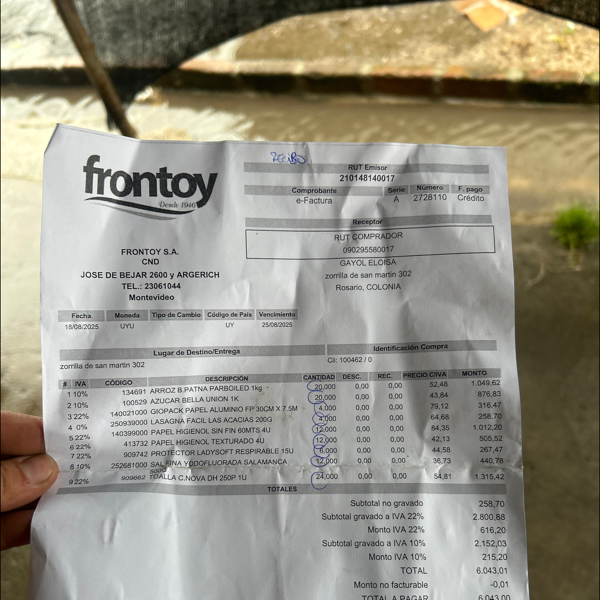 frontoy
Desde 1946
Recibo
RUT Emisor
210148140017
Comprobante Serie Número F. pago
e-Factura A 2728110 Crédito
Receptor
RUT COMPRADOR
090295580017
GAYOL ELOISA
zorrilla de san martin 302
Rosario, COLONIA
FRONTOY S.A.
CND
JOSE DE BEJAR 2600 y ARGERICH
TEL.: 23061044
Montevideo
Fecha Moneda Tipo de Cambio Código de País Vencimiento
18/08/2025 UYU UY 25/08/2025
Lugar de Destino/Entrega Identificación Compra
zorrilla de san martin 302 Cli: 100462 / 0
# IVA CÓDIGO DESCRIPCIÓN CANTIDAD DESC. REC. PRECIO C/IVA MONTO
1 10% 134691 ARROZ B.PATNA PARBOILED 1kg 20,000 0,00 0,00 52,48 1.049,62
2 10% 100529 AZUCAR BELLA UNION 1K 20,000 0,00 0,00 43,84 876,83
3 22% 140021000 GIOPACK PAPEL ALUMINIO FP 30CM X 7.5M 4,000 0,00 0,00 79,12 316,47
4 0% 250939000 LASAGNA FACIL LAS ACACIAS 200G 4,000 0,00 0,00 64,68 258,70
5 22% 140399000 PAPEL HIGIENICO SIN FIN 60MTS 4U 12,000 0,00 0,00 84,35 1.012,20
6 22% 413732 PAPEL HIGIENOL TEXTURADO 4U 12,000 0,00 0,00 42,13 505,52
7 22% 909742 PROTECTOR LADYSOFT RESPIRABLE 15U 6,000 0,00 0,00 44,58 267,47
8 10% 252681000 SAL FINA YODOFLUORADA SALAMANCA 12,000 0,00 0,00 36,73 440,78
500G
9 22% 909662 TOALLA C.NOVA DH 250P 1U 24,000 0,00 0,00 54,81 1.315,42
TOTALES
Subtotal no gravado 258,70
Subtotal gravado a IVA 22% 2.800,88
Monto IVA 22% 616,20
Subtotal gravado a IVA 10% 2.152,03
Monto IVA 10% 215,20
TOTAL 6.043,01
Monto no facturable -0,01
TOTAL A PAGAR 6.043,00